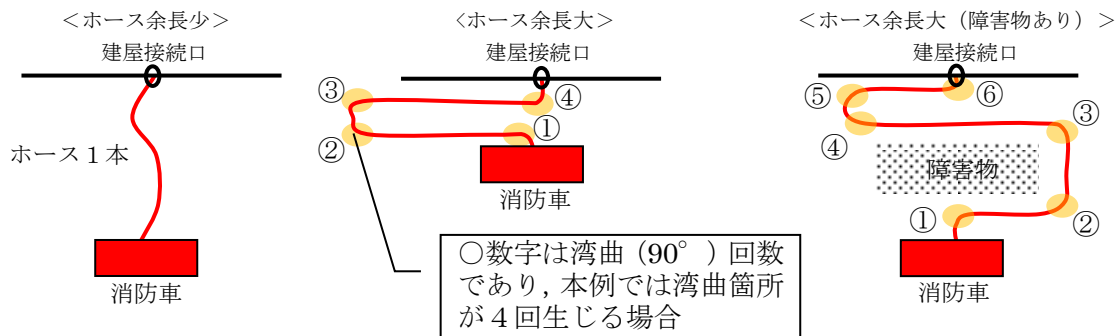 ＜ホース余長少＞
建屋接続口
ホース１本
消防車
＜ホース余長大＞
建屋接続口
③
④
①
②
消防車
○数字は湾曲（90°）回数
であり，本例では湾曲箇所
が４回生じる場合
＜ホース余長大（障害物あり）＞
建屋接続口
⑤
⑥
③
④
障害物
①
②
消防車